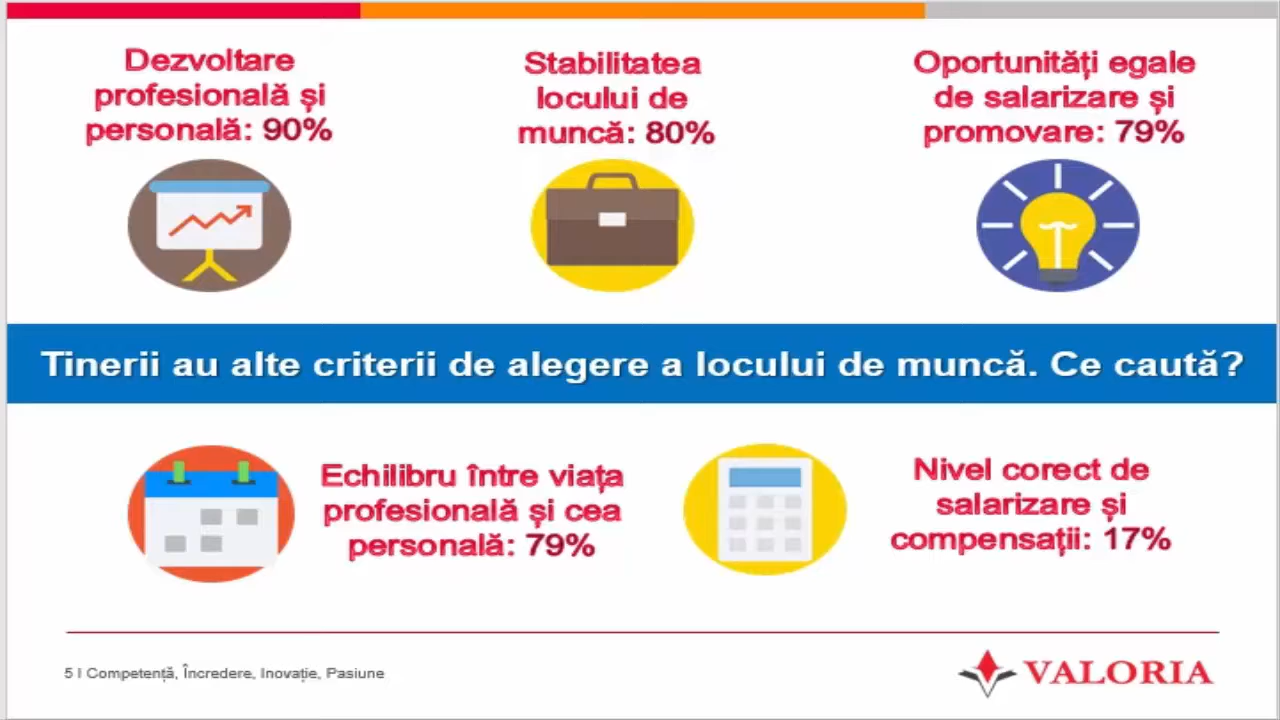 Dezvoltare
profesională și
personală: 90%
Stabilitatea
locului de
muncă: 80%
Oportunități egale
de salarizare și
promovare: 79%
Tinerii au alte criterii de alegere a locului de muncă. Ce caută?
Echilibru între viața
profesională și cea
personală: 79%
Nivel corect de
salarizare și
compensații: 17%
5 I Competență, Încredere, Inovație, Pasiune
VALORIA